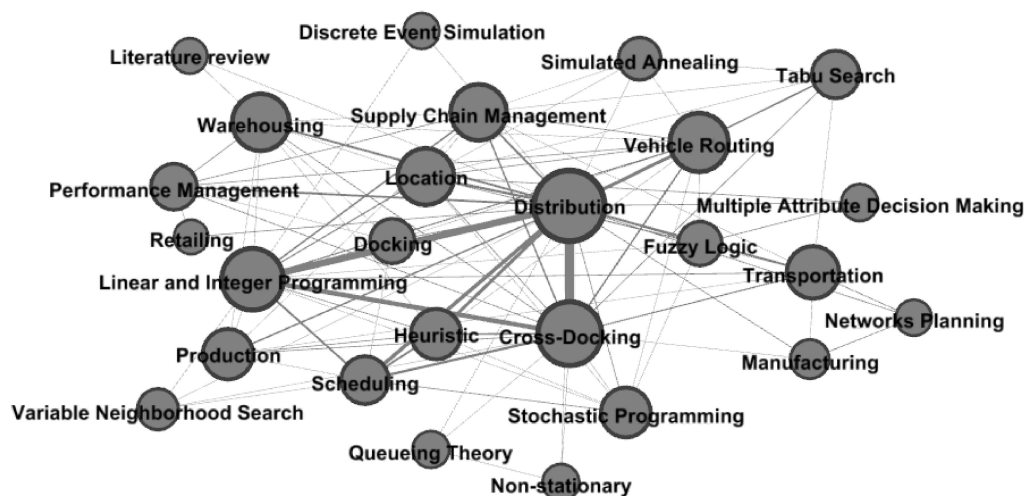 Discrete Event Simulation
Literature review
Simulated Annealing
Tabu Search
Warehousing
Supply Chain Management
Vehicle Routing
Performance Management
Location
Distribution
Multiple Attribute Decision Making
Retailing
Docking
Fuzzy Logic
Linear and Integer Programming
Transportation
Heuristic
Cross-Docking
Networks Planning
Production
Manufacturing
Scheduling
Variable Neighborhood Search
Stochastic Programming
Queueing Theory
Non-stationary